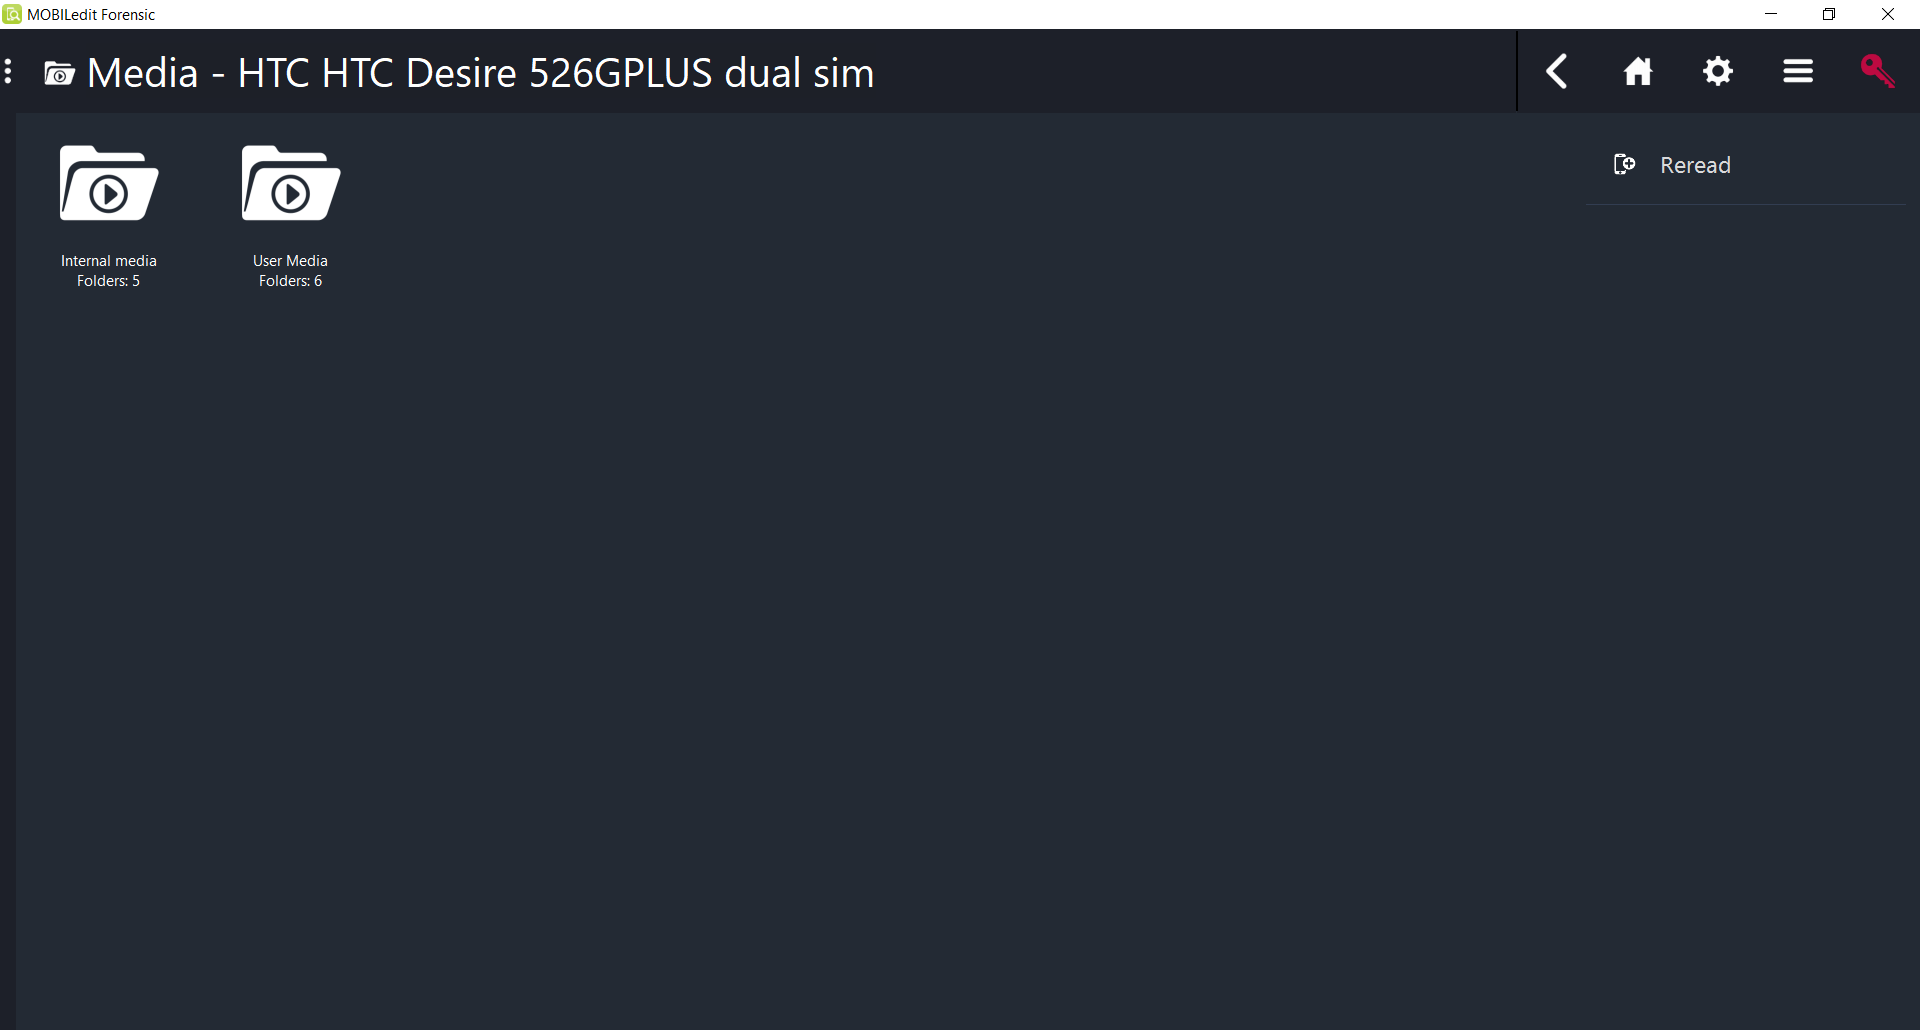 MOBILedit Forensic
Media - HTC HTC Desire 526GPLUS dual sim
Reread
Internal media
Folders: 5
User Media
Folders: 6